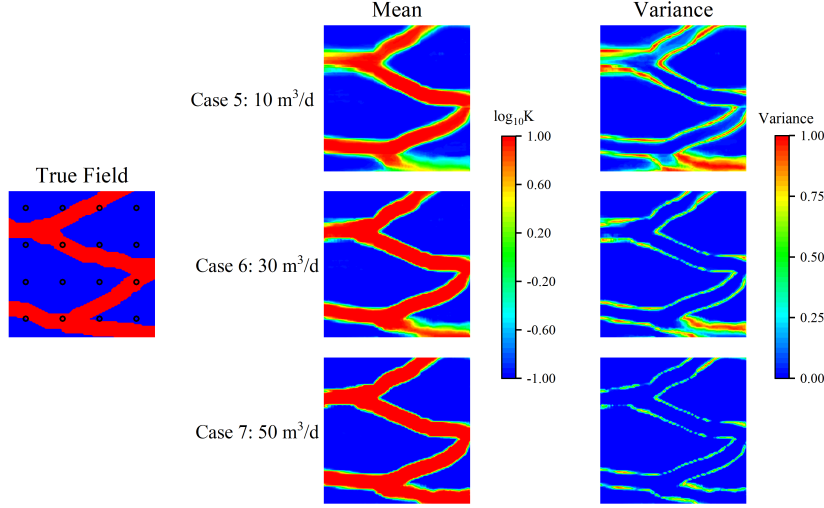 Mean
Variance
Case 5: 10 m³/d
log₁₀K
1.00
0.60
0.20
-0.20
-0.60
-1.00
Variance
1.00
0.75
0.50
0.25
0.00
True Field
Case 6: 30 m³/d
Case 7: 50 m³/d